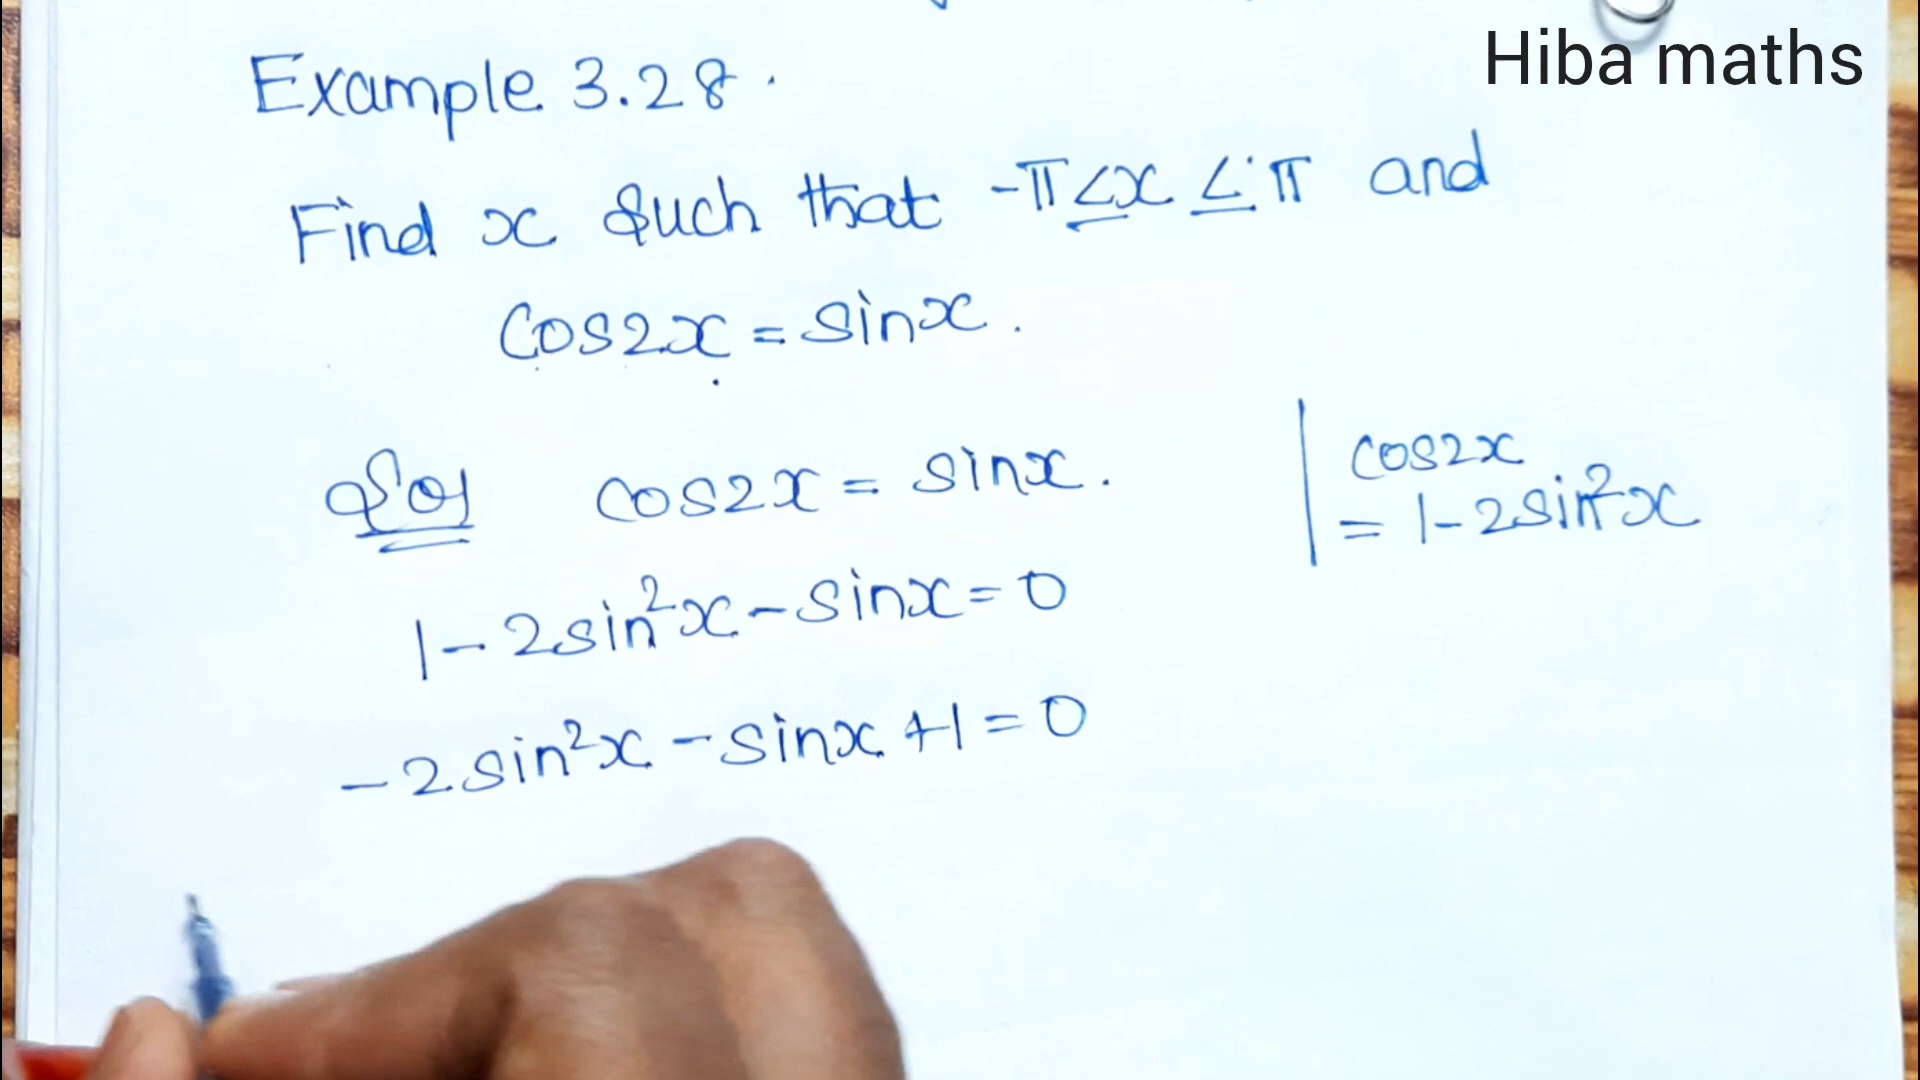 Hiba maths
Example 3.28.
Find x such that -π ≤ x ≤ π and
cos2x = sinx.
Sol cos2x = sinx.
cos2x
= 1-2sin²x
1-2sin²x-sinx=0
-2sin²x-sinx+1=0